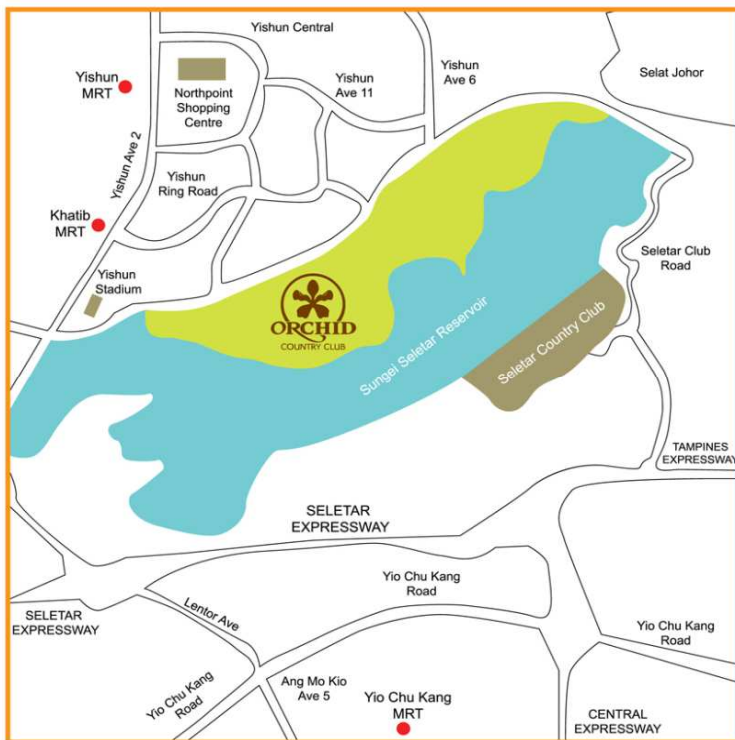 Yishun Central
Yishun
MRT
Northpoint
Shopping
Centre
Yishun
Ave 11
Yishun
Ave 6
Selat Johor
Yishun Ave 2
Yishun
Ring Road
Khatib
MRT
Yishun
Stadium
Seletar Club
Road
ORCHID
COUNTRY CLUB
Sungei Seletar Reservoir
Seletar Country Club
TAMPINES
EXPRESSWAY
SELETAR
EXPRESSWAY
Yio Chu Kang
Road
Lentor Ave
SELETAR
EXPRESSWAY
Yio Chu Kang
Road
Yio Chu Kang
Road
Ang Mo Kio
Ave 5
Yio Chu Kang
MRT
CENTRAL
EXPRESSWAY